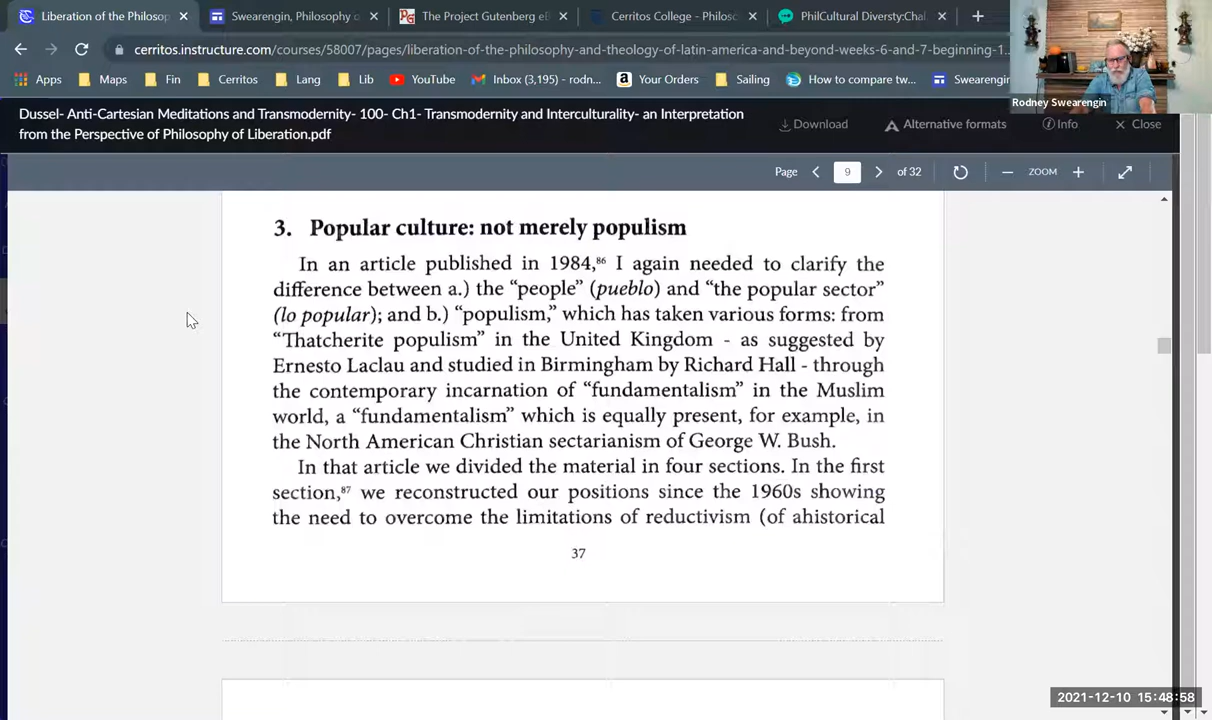 Liberation of the Philosop
Swearengin, Philosophy o
The Project Gutenberg eB
Cerritos College - Philosc
PhilCultural Diversty:Chal
cerritos.instructure.com/courses/58007/pages/liberation-of-the-philosophy-and-theology-of-latin-america-and-beyond-weeks-6-and-7-beginning-1...
Apps
Maps
Fin
Cerritos
Lang
Lib
YouTube
Inbox (3,195) - rodn...
Your Orders
Sailing
How to compare tw...
Swearengin
Rodney Swearengin
Dussel- Anti-Cartesian Meditations and Transmodernity- 100- Ch1- Transmodernity and Interculturality- an Interpretation
from the Perspective of Philosophy of Liberation.pdf
Download
Alternative formats
Info
Close
Page
9
of 32
ZOOM
3. Popular culture: not merely populism
In an article published in 1984,86 I again needed to clarify the
difference between a.) the “people” (pueblo) and “the popular sector”
(lo popular); and b.) “populism,” which has taken various forms: from
“Thatcherite populism” in the United Kingdom - as suggested by
Ernesto Laclau and studied in Birmingham by Richard Hall - through
the contemporary incarnation of “fundamentalism” in the Muslim
world, a “fundamentalism” which is equally present, for example, in
the North American Christian sectarianism of George W. Bush.
In that article we divided the material in four sections. In the first
section,87 we reconstructed our positions since the 1960s showing
the need to overcome the limitations of reductivism (of ahistorical
37
2021-12-10 15:48:58